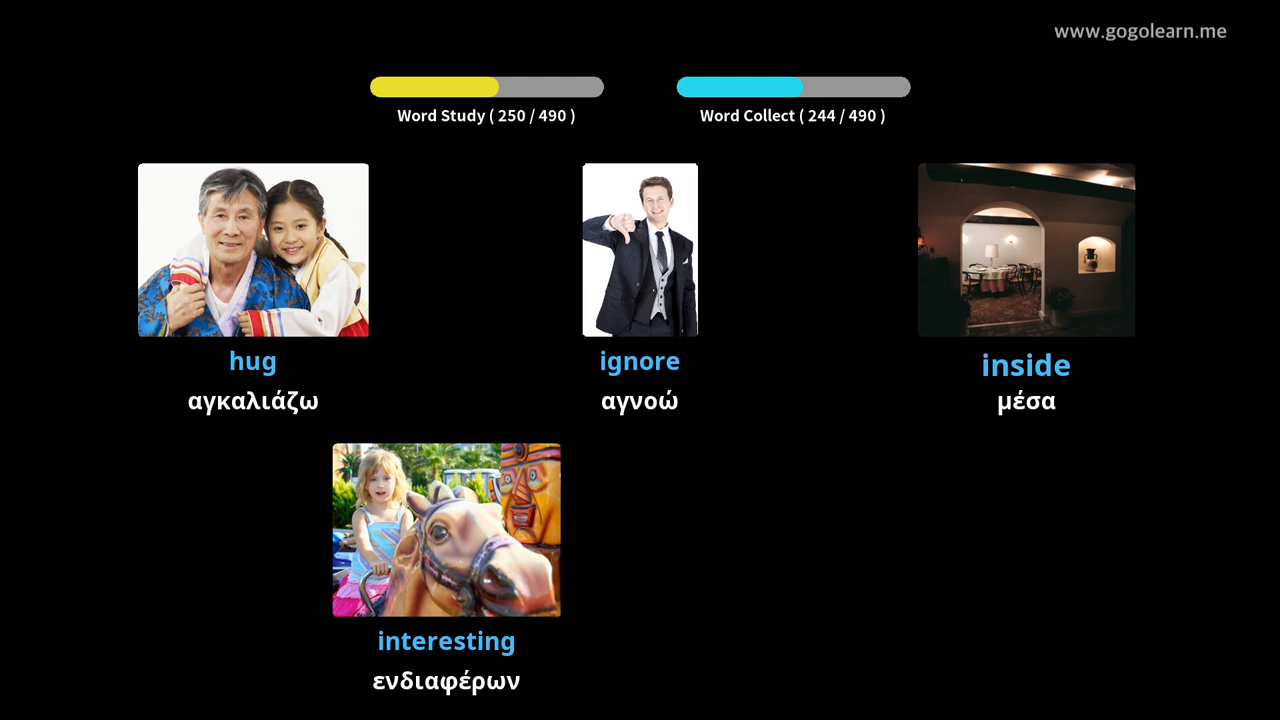 www.gogolearn.me
Word Study ( 250 / 490 )
Word Collect ( 244 / 490 )
hug
ignore
inside
αγκαλιάζω
αγνοώ
μέσα
interesting
ενδιαφέρων